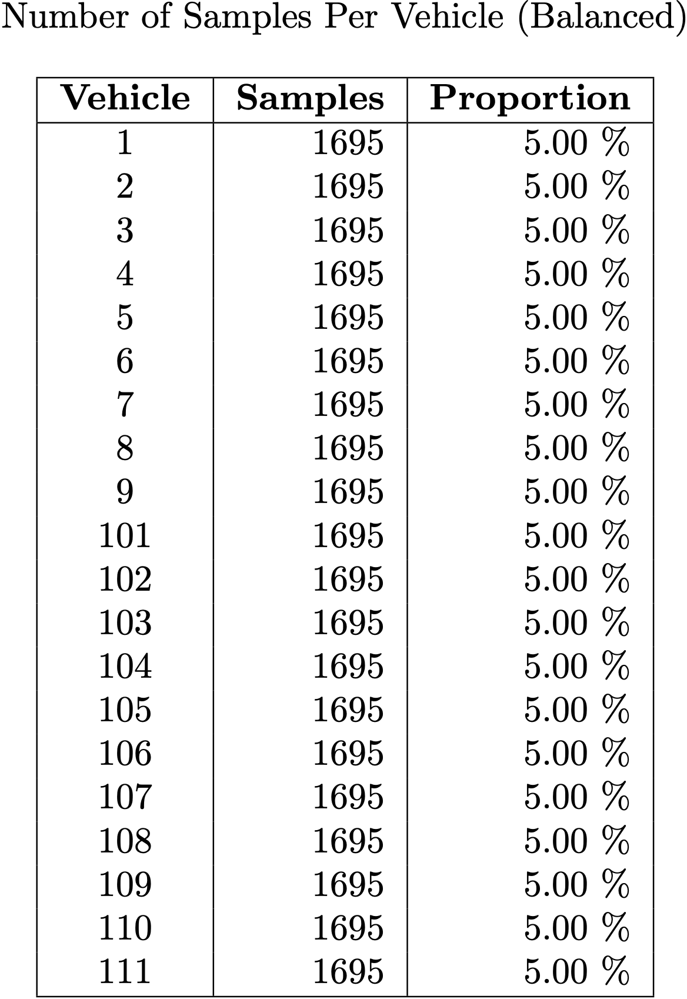 Number of Samples Per Vehicle (Balanced)
Vehicle Samples Proportion
1 1695 5.00 %
2 1695 5.00 %
3 1695 5.00 %
4 1695 5.00 %
5 1695 5.00 %
6 1695 5.00 %
7 1695 5.00 %
8 1695 5.00 %
9 1695 5.00 %
101 1695 5.00 %
102 1695 5.00 %
103 1695 5.00 %
104 1695 5.00 %
105 1695 5.00 %
106 1695 5.00 %
107 1695 5.00 %
108 1695 5.00 %
109 1695 5.00 %
110 1695 5.00 %
111 1695 5.00 %